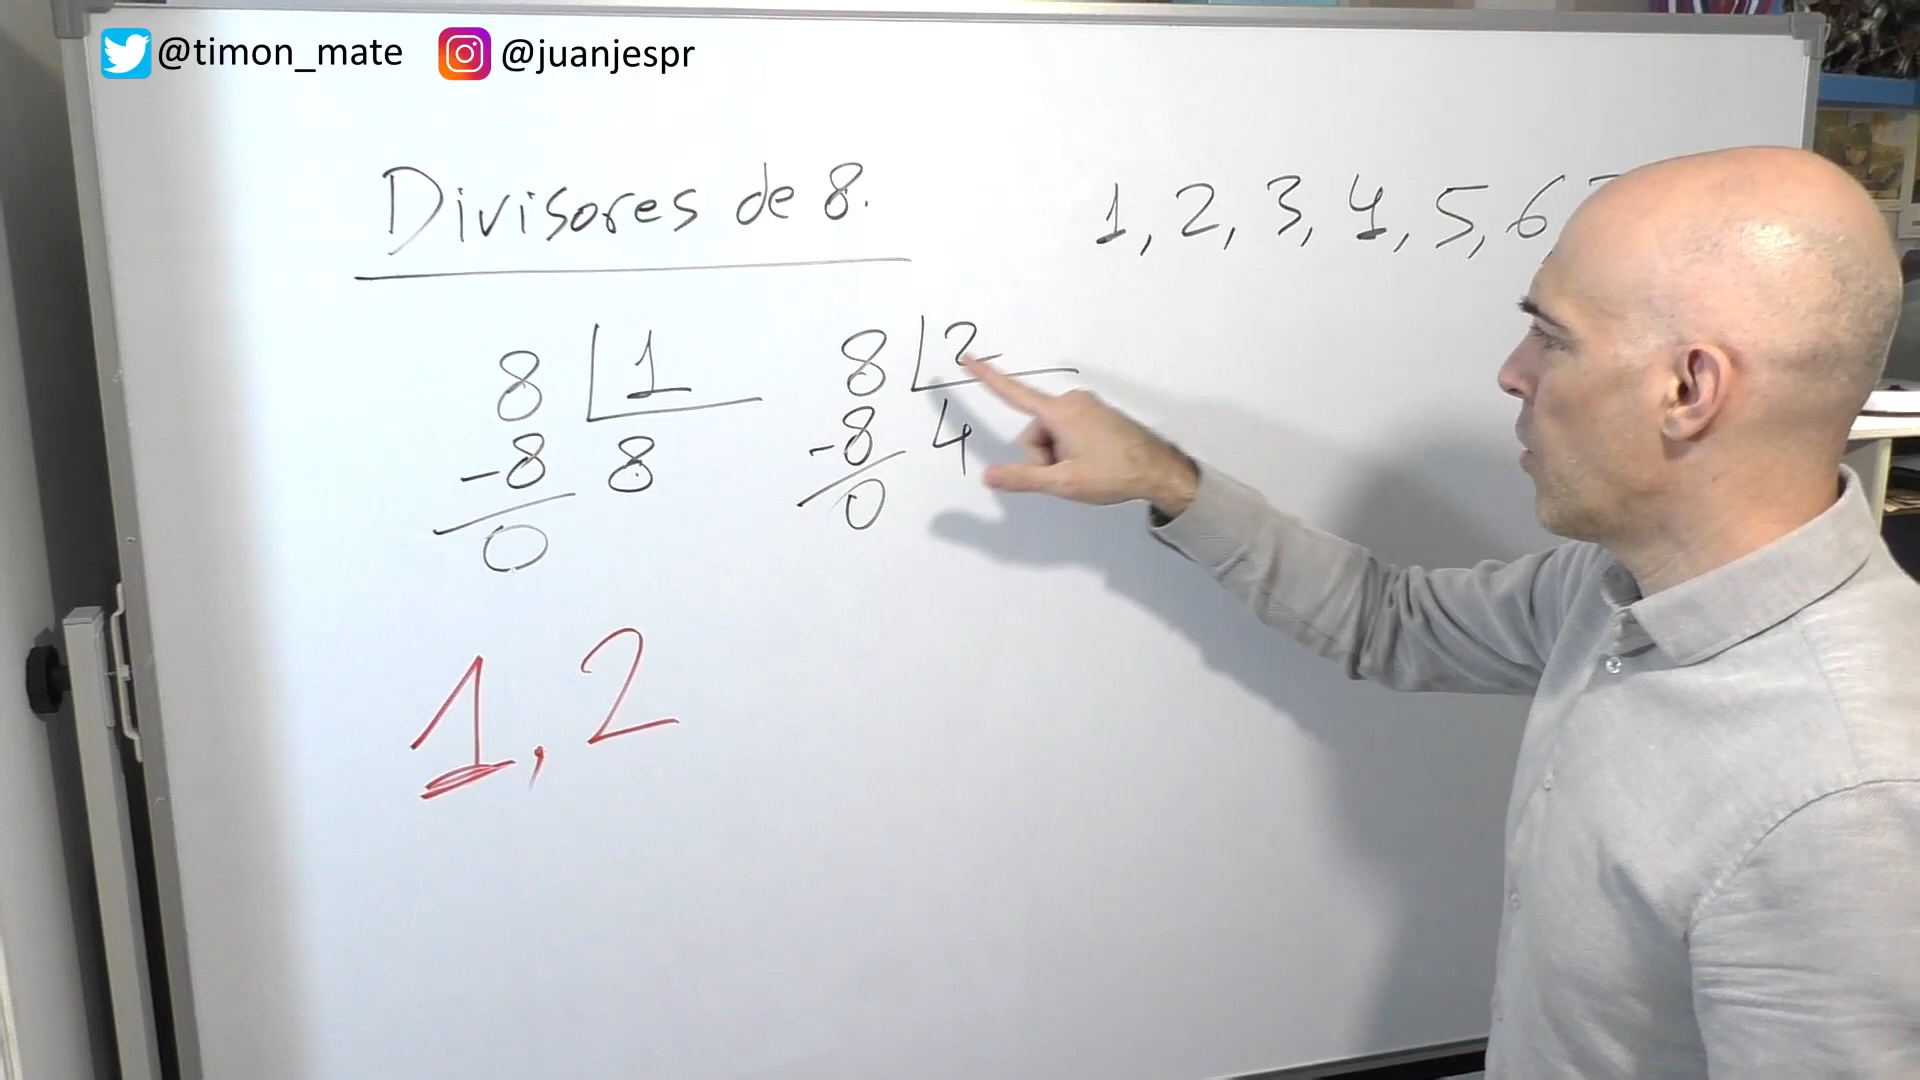 @timon_mate @juanjespr
Divisores de 8.
1, 2, 3, 4, 5, 6,
8 1 8 2
-8 8 -8 4
0 0
1, 2